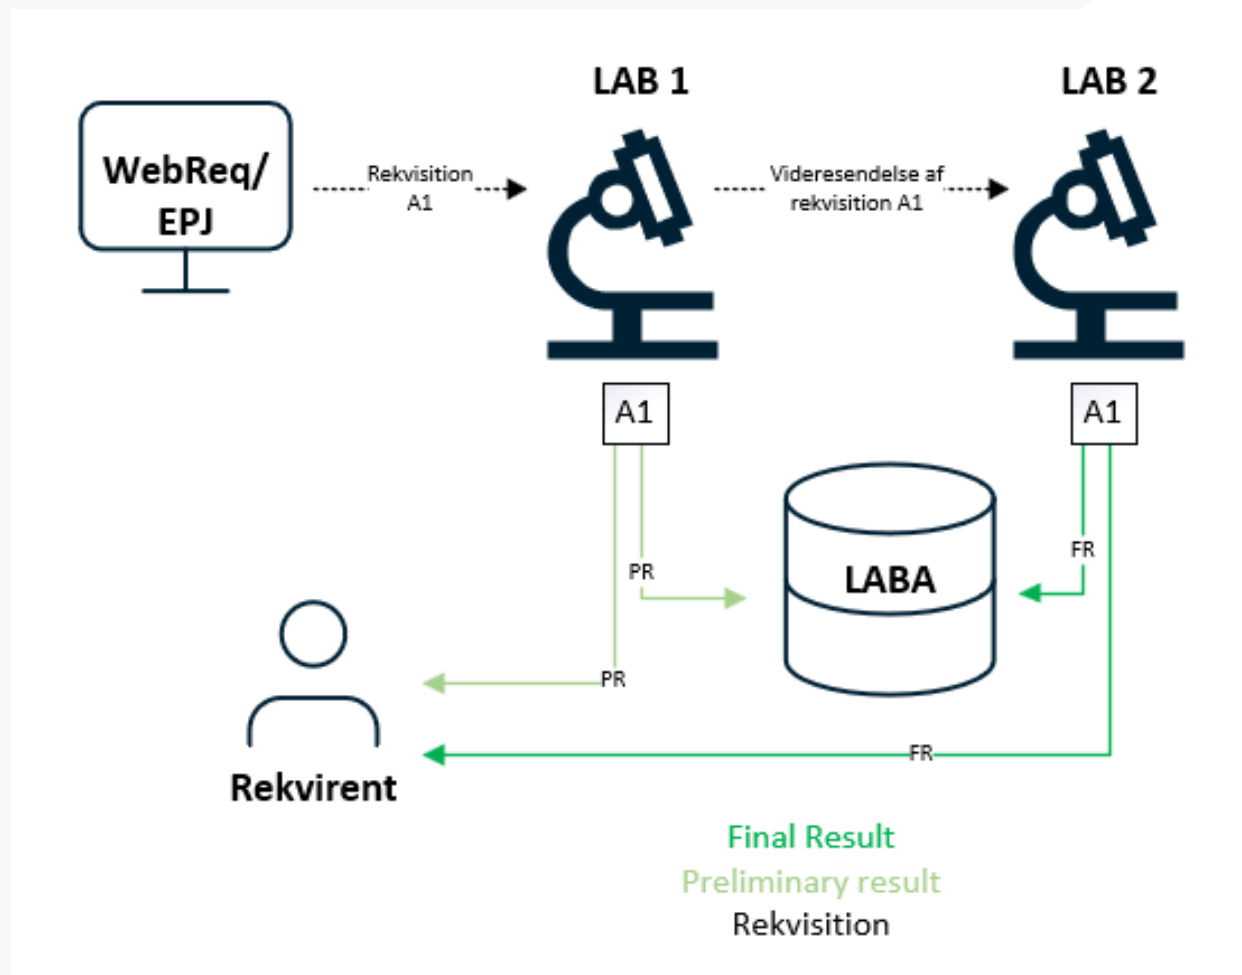 LAB 1
LAB 2
WebReq/
EPJ
Rekvisition
A1
Videresendelse af
rekvisition A1
A1
A1
FR
PR
LABA
PR
FR
Rekvirent
Final Result
Preliminary result
Rekvisition